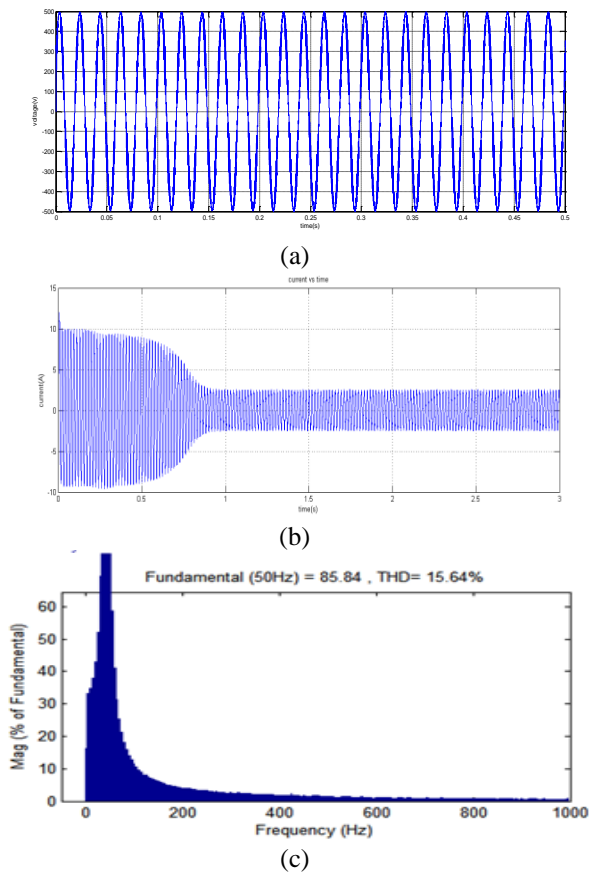 500
400
300
200
100
0
-100
-200
-300
-400
-500
voltage(v)
0 0.05 0.1 0.15 0.2 0.25 0.3 0.35 0.4 0.45 0.5
time(s)
(a)
current vs time
15
10
5
0
-5
-10
current(A)
0 0.5 1 1.5 2 2.5 3
time(s)
(b)
Fundamental (50Hz) = 85.84 , THD= 15.64%
60
50
40
30
20
10
0
Mag (% of Fundamental)
0 200 400 600 800 1000
Frequency (Hz)
(c)